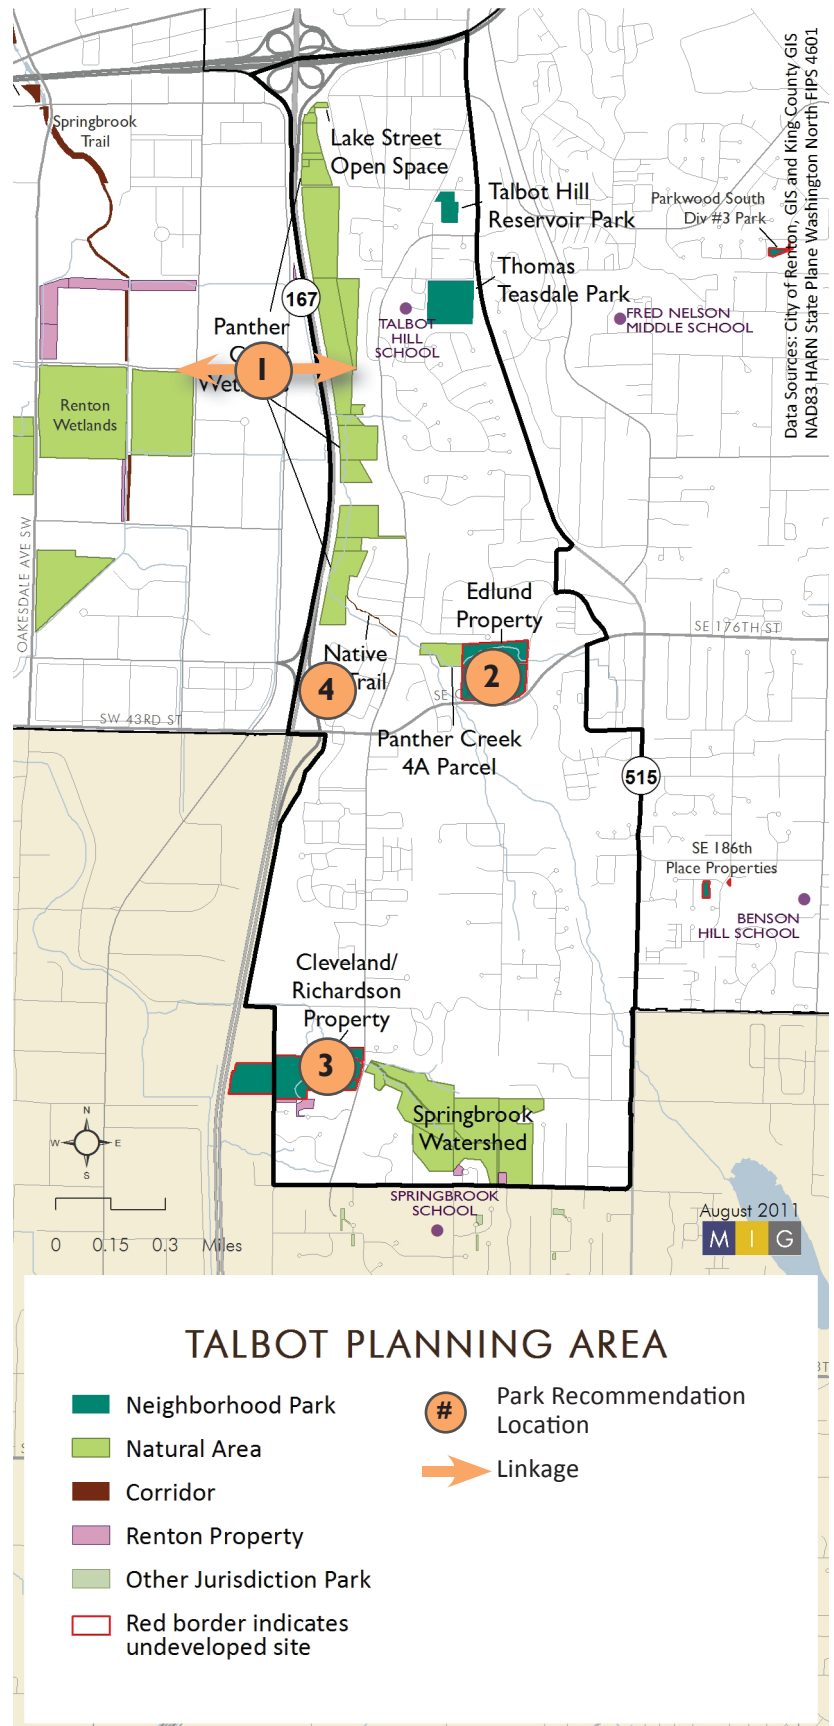 Springbrook
Trail
Lake Street
Open Space
Talbot Hill
Reservoir Park
Parkwood South
Div #3 Park
Thomas
Teasdale Park
167
Panther
Wet
1
TALBOT
HILL
SCHOOL
FRED NELSON
MIDDLE SCHOOL
Data Sources: City of Renton, GIS and King County GIS
NAD83 HARN State Plane Washington North FIPS 4601
Renton
Wetlands
OAKESDALE AVE SW
Edlund
Property
SE 176TH ST
Native
Trail
4
2
SE
SW 43RD ST
Panther Creek
4A Parcel
515
SE 186th
Place Properties
BENSON
HILL SCHOOL
Cleveland/
Richardson
Property
3
Springbrook
Watershed
N
W E
S
SPRINGBROOK
SCHOOL
0 0.15 0.3 Miles
August 2011
M I G
TALBOT PLANNING AREA
Neighborhood Park
Natural Area
Corridor
Renton Property
Other Jurisdiction Park
Red border indicates
undeveloped site
#
Park Recommendation
Location
Linkage